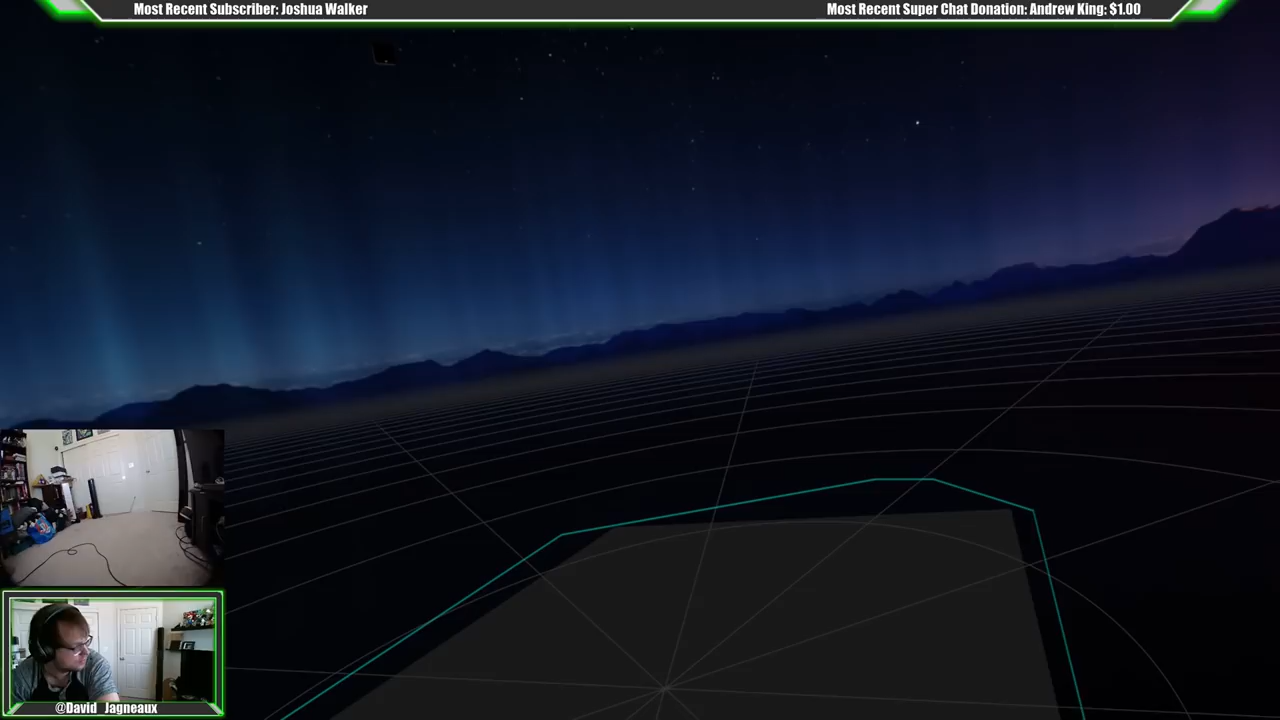 Most Recent Subscriber: Joshua Walker
Most Recent Super Chat Donation: Andrew King: $1.00
@David_Jagneaux